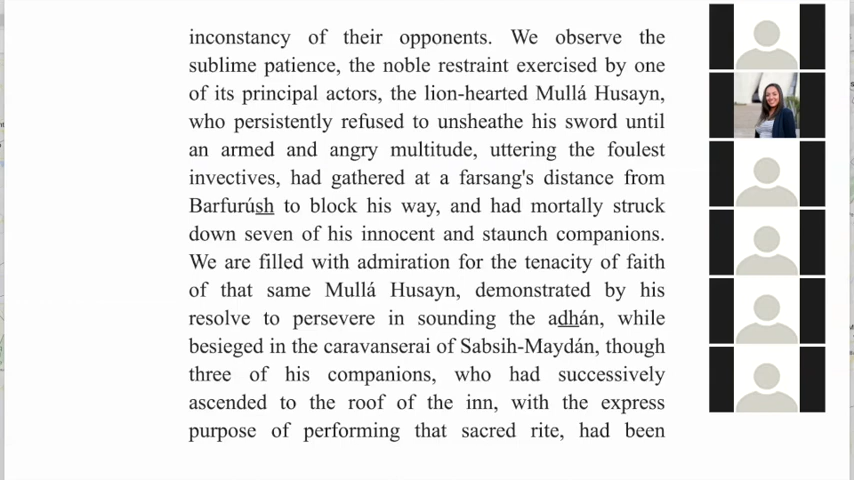 inconstancy of their opponents. We observe the
sublime patience, the noble restraint exercised by one
of its principal actors, the lion-hearted Mullá Husayn,
who persistently refused to unsheathe his sword until
an armed and angry multitude, uttering the foulest
invectives, had gathered at a farsang's distance from
Barfurúsh to block his way, and had mortally struck
down seven of his innocent and staunch companions.
We are filled with admiration for the tenacity of faith
of that same Mullá Husayn, demonstrated by his
resolve to persevere in sounding the adhán, while
besieged in the caravanserai of Sabsih-Maydán, though
three of his companions, who had successively
ascended to the roof of the inn, with the express
purpose of performing that sacred rite, had been